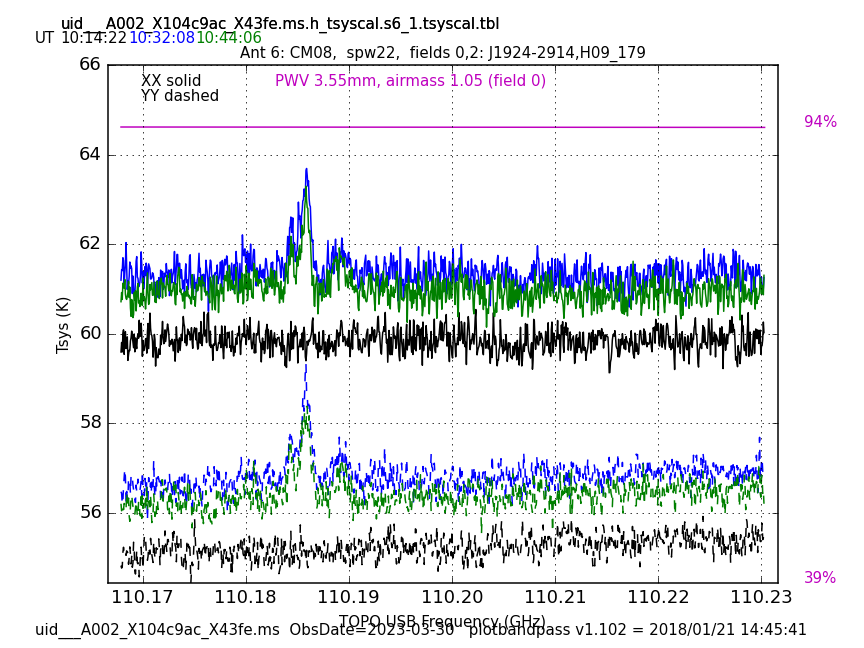 uid___A002_X104c9ac_X43fe.ms.h_tsyscal.s6_1.tsyscal.tbl
UT 10:14:22 10:32:08 10:44:06
Ant 6: CM08, spw22, fields 0,2: J1924-2914,H09_179
66
XX solid
PWV 3.55mm, airmass 1.05 (field 0)
YY dashed
94%
64
62
60
Tsys (K)
58
56
39%
110.17 110.18 110.19 110.20 110.21 110.22 110.23
TOPO USB Frequency (GHz)
uid___A002_X104c9ac_X43fe.ms ObsDate=2023-03-30 plotbandpass v1.102 = 2018/01/21 14:45:41